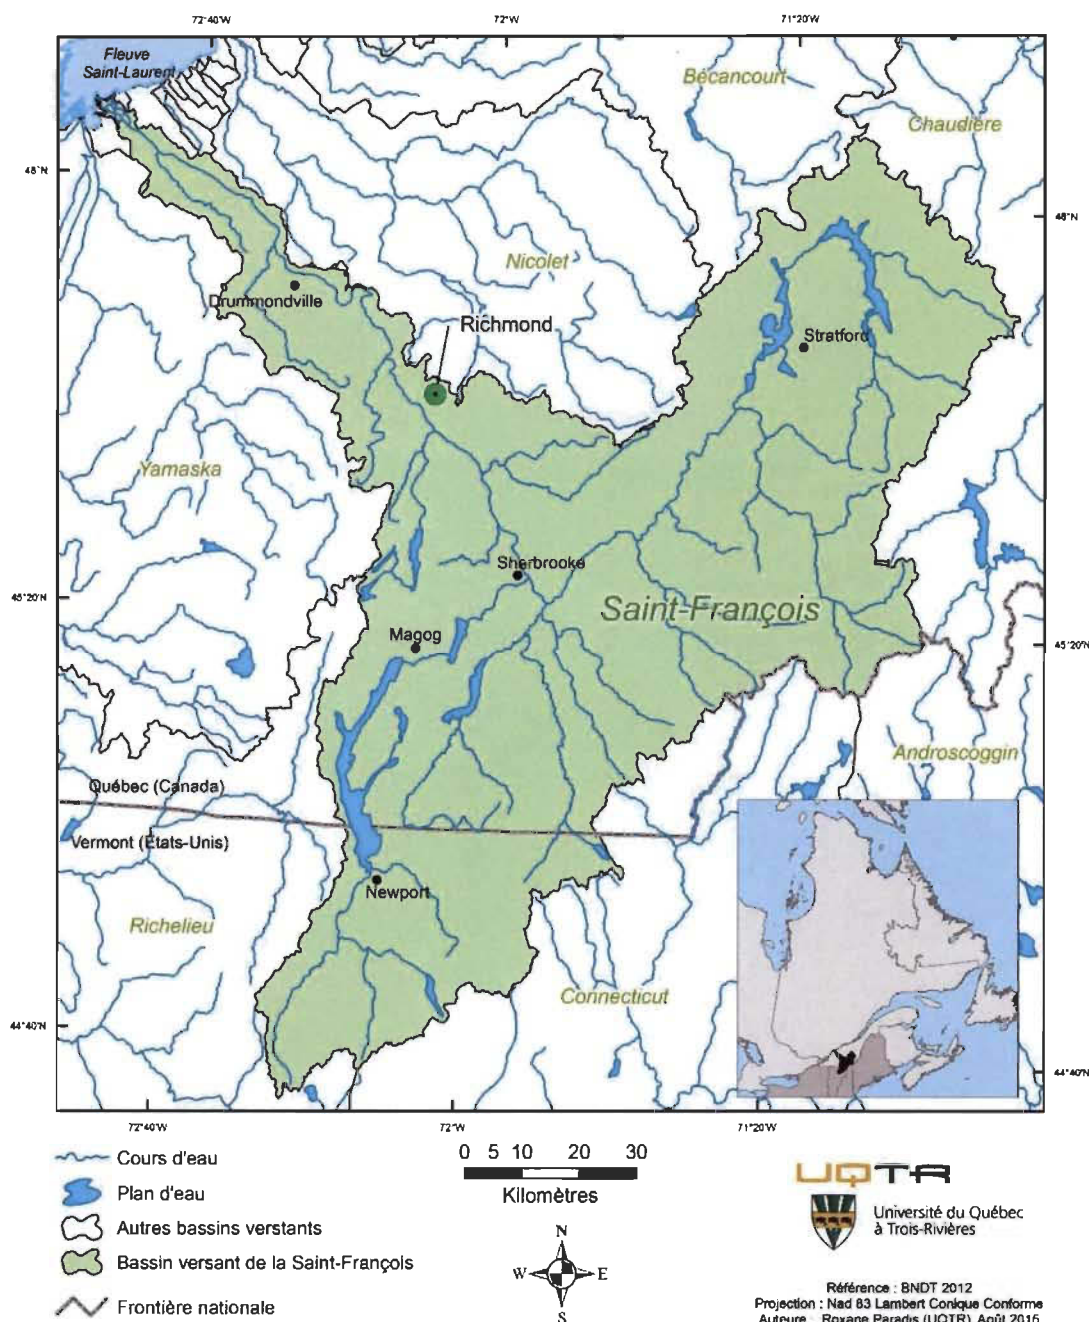 72°40'W
72°W
71°20'W
Fleuve
Saint-Laurent
Bécancourt
Chaudière
46°N
46°N
Nicolet
Drummondville
Richmond
Stratford
Yamaska
Sherbrooke
45°20'N
Saint-François
Magog
45°20'N
Androscoggin
Québec (Canada)
Vermont (États-Unis)
Newport
Richelieu
Connecticut
44°40'N
44°40'N
72°40'W
72°W
71°20'W
Cours d'eau
Plan d'eau
Autres bassins verstants
Bassin versant de la Saint-François
Frontière nationale
0 5 10 20 30
Kilomètres
N
W E
S
UQTR
Université du Québec
à Trois-Rivières
Référence : BNDT 2012
Projection : Nad 83 Lambert Conique Conforme
Auteure : Roxane Paradis (UQTR), Août 2015